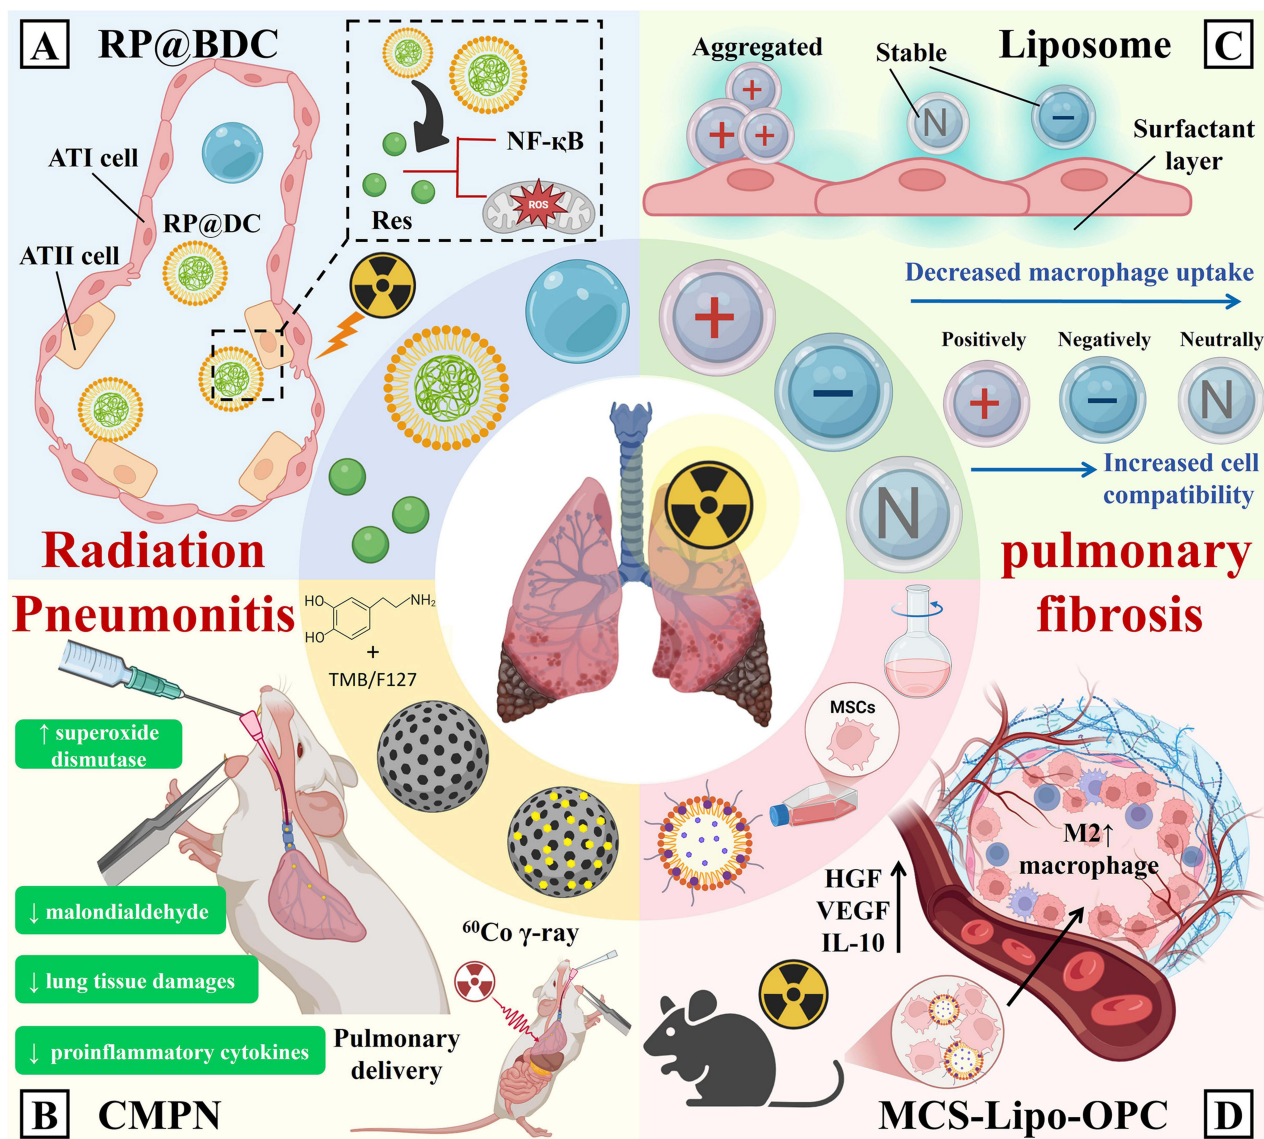 A
RP@BDC
ATI cell
RP@DC
ATII cell
NF-κB
Res
ROS
Radiation
Pneumonitis
C
Liposome
Aggregated
Stable
+
+
+
N
−
Surfactant
layer
Decreased macrophage uptake
Positively
Negatively
Neutrally
+
−
N
Increased cell
compatibility
+
−
N
pulmonary
fibrosis
HO
HO
NH₂
+
TMB/F127
↑ superoxide
dismutase
↓ malondialdehyde
↓ lung tissue damages
↓ proinflammatory cytokines
⁶⁰Co γ-ray
Pulmonary
delivery
B
CMPN
MSCs
M2↑
macrophage
HGF
VEGF
IL-10
MCS-Lipo-OPC
D